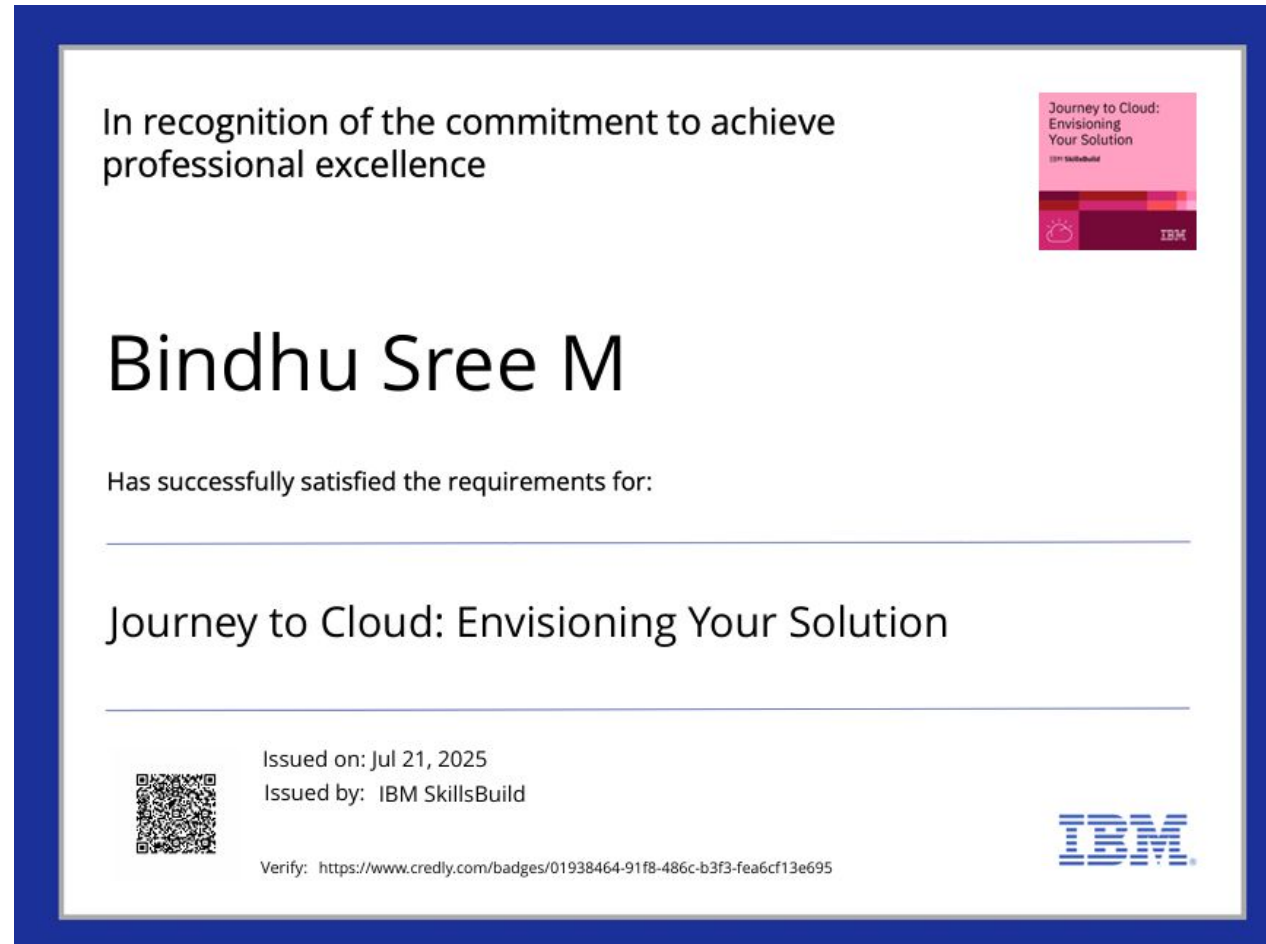 In recognition of the commitment to achieve
professional excellence
Journey to Cloud:
Envisioning
Your Solution
IBM SkillsBuild
IBM
Bindhu Sree M
Has successfully satisfied the requirements for:
Journey to Cloud: Envisioning Your Solution
Issued on: Jul 21, 2025
Issued by: IBM SkillsBuild
Verify: https://www.credly.com/badges/01938464-91f8-486c-b3f3-fea6cf13e695
IBM.